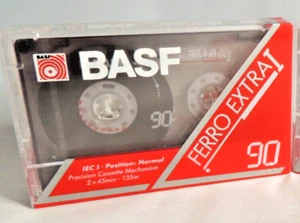 BASF
BASF
FERRO EXTRA I
90
IEC I · Position: Normal
Precision Cassette Mechanism
2 x 45min · 135m
90